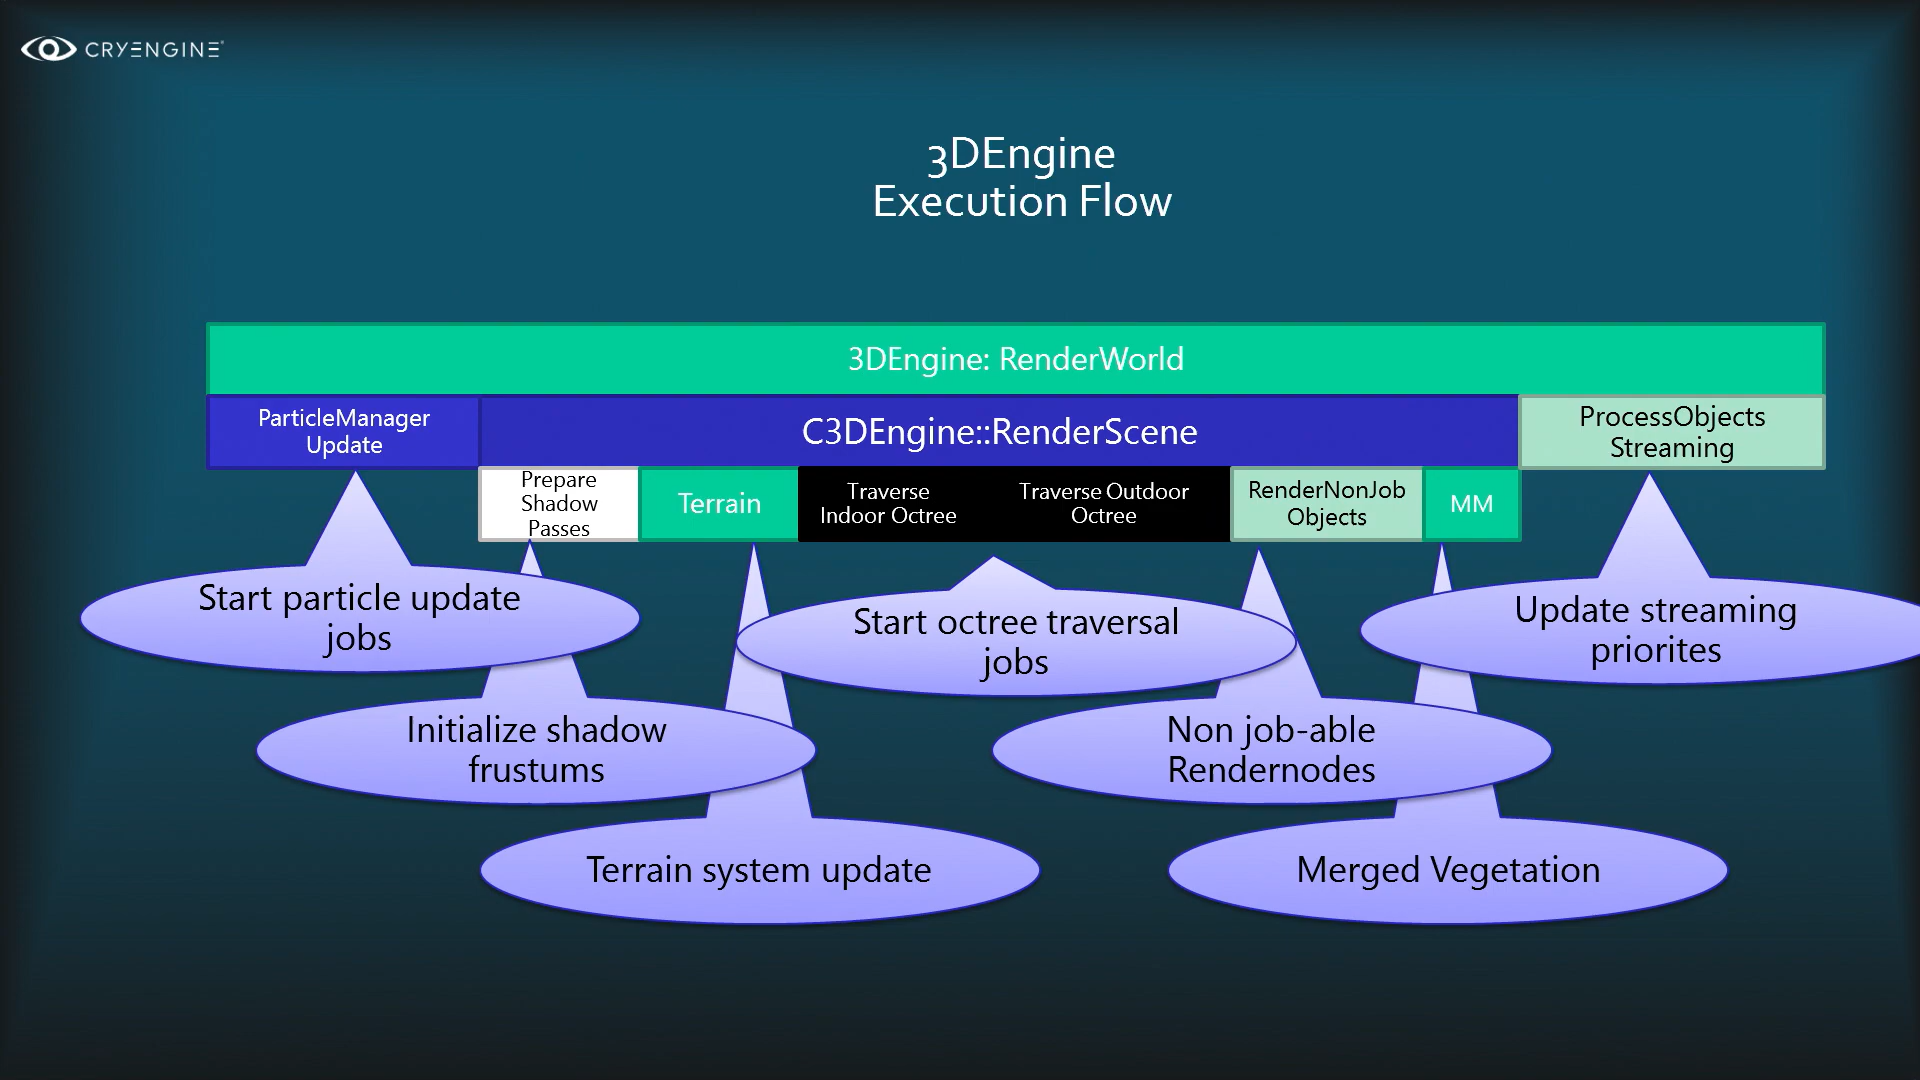 CRYENGINE
3DEngine
Execution Flow
3DEngine: RenderWorld
ParticleManager
Update
C3DEngine::RenderScene
ProcessObjects
Streaming
Prepare
Shadow
Passes
Terrain
Traverse
Indoor Octree
Traverse Outdoor
Octree
RenderNonJob
Objects
MM
Start particle update
jobs
Start octree traversal
jobs
Update streaming
priorites
Initialize shadow
frustums
Non job-able
Rendernodes
Terrain system update
Merged Vegetation